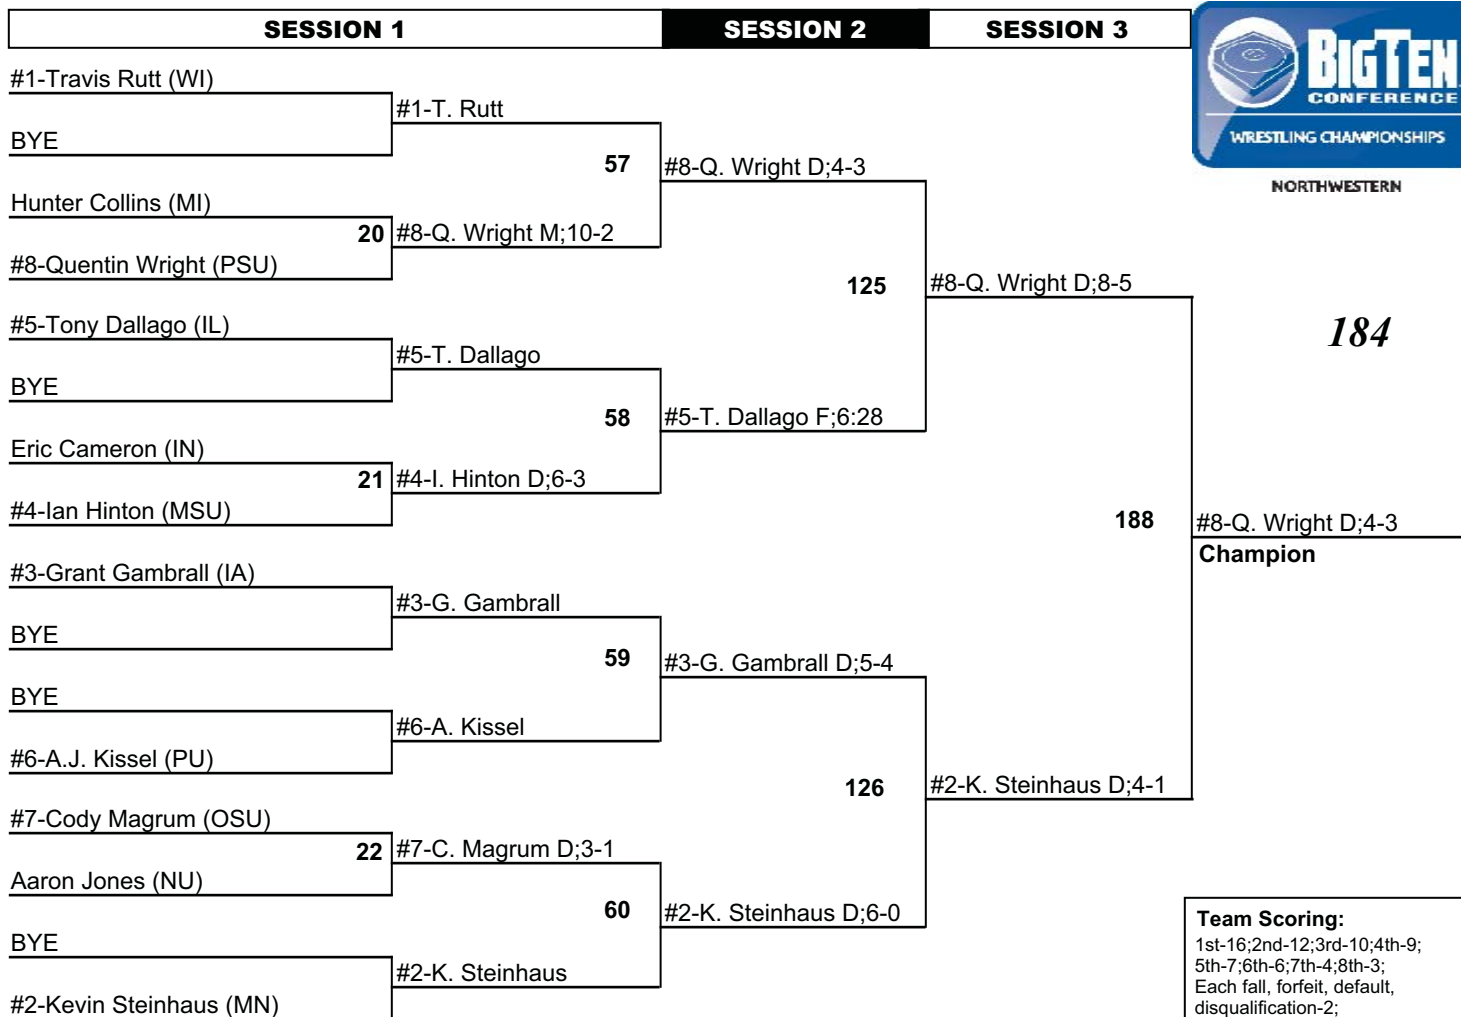 SESSION 1
SESSION 2
SESSION 3
BIG TEN
CONFERENCE
WRESTLING CHAMPIONSHIPS
NORTHWESTERN
184
#1-Travis Rutt (WI)
#1-T. Rutt
BYE
57
#8-Q. Wright D;4-3
Hunter Collins (MI)
20
#8-Q. Wright M;10-2
#8-Quentin Wright (PSU)
125
#8-Q. Wright D;8-5
#5-Tony Dallago (IL)
#5-T. Dallago
BYE
58
#5-T. Dallago F;6:28
Eric Cameron (IN)
21
#4-I. Hinton D;6-3
#4-Ian Hinton (MSU)
188
#8-Q. Wright D;4-3
Champion
#3-Grant Gambrall (IA)
#3-G. Gambrall
BYE
59
#3-G. Gambrall D;5-4
BYE
#6-A. Kissel
#6-A.J. Kissel (PU)
126
#2-K. Steinhaus D;4-1
#7-Cody Magrum (OSU)
22
#7-C. Magrum D;3-1
Aaron Jones (NU)
60
#2-K. Steinhaus D;6-0
BYE
#2-K. Steinhaus
#2-Kevin Steinhaus (MN)
Team Scoring:
1st-16;2nd-12;3rd-10;4th-9;
5th-7;6th-6;7th-4;8th-3;
Each fall, forfeit, default,
disqualification-2;